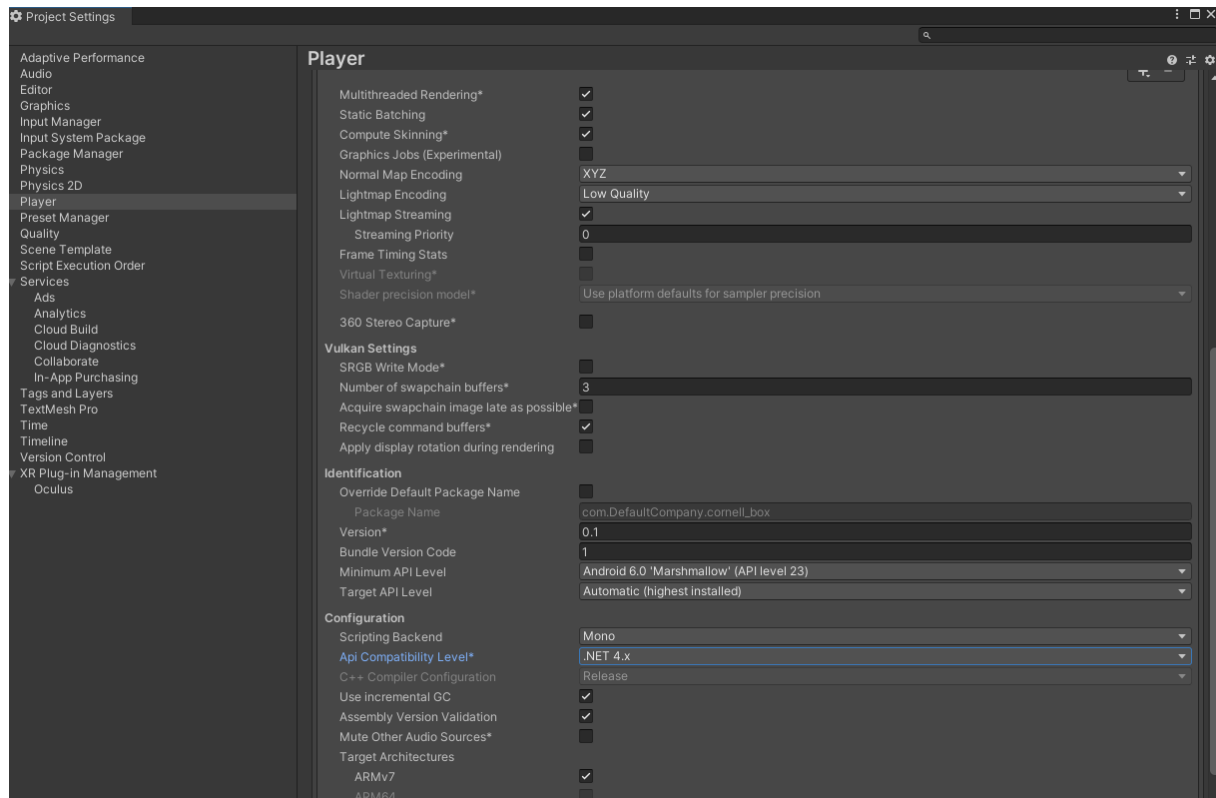 Project Settings
Adaptive Performance
Audio
Editor
Graphics
Input Manager
Input System Package
Package Manager
Physics
Physics 2D
Player
Preset Manager
Quality
Scene Template
Script Execution Order
Services
Ads
Analytics
Cloud Build
Cloud Diagnostics
Collaborate
In-App Purchasing
Tags and Layers
TextMesh Pro
Time
Timeline
Version Control
XR Plug-in Management
Oculus
Player
Multithreaded Rendering*
Static Batching
Compute Skinning*
Graphics Jobs (Experimental)
Normal Map Encoding XYZ
Lightmap Encoding Low Quality
Lightmap Streaming
Streaming Priority 0
Frame Timing Stats
Virtual Texturing*
Shader precision model* Use platform defaults for sampler precision
360 Stereo Capture*
Vulkan Settings
SRGB Write Mode*
Number of swapchain buffers* 3
Acquire swapchain image late as possible*
Recycle command buffers*
Apply display rotation during rendering
Identification
Override Default Package Name
Package Name com.DefaultCompany.cornell_box
Version* 0.1
Bundle Version Code 1
Minimum API Level Android 6.0 'Marshmallow' (API level 23)
Target API Level Automatic (highest installed)
Configuration
Scripting Backend Mono
Api Compatibility Level* .NET 4.x
C++ Compiler Configuration Release
Use incremental GC
Assembly Version Validation
Mute Other Audio Sources*
Target Architectures
ARMv7
ARM64